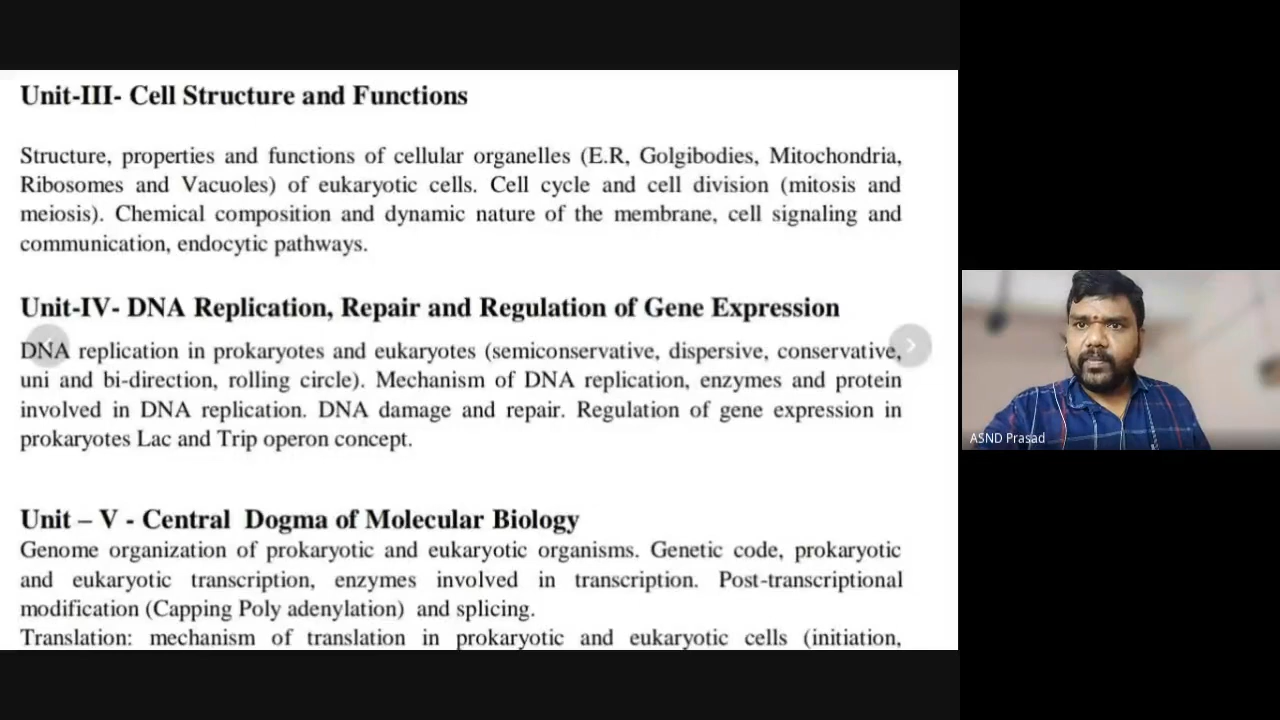 Unit-III- Cell Structure and Functions
Structure, properties and functions of cellular organelles (E.R, Golgibodies, Mitochondria,
Ribosomes and Vacuoles) of eukaryotic cells. Cell cycle and cell division (mitosis and
meiosis). Chemical composition and dynamic nature of the membrane, cell signaling and
communication, endocytic pathways.
Unit-IV- DNA Replication, Repair and Regulation of Gene Expression
DNA replication in prokaryotes and eukaryotes (semiconservative, dispersive, conservative,
uni and bi-direction, rolling circle). Mechanism of DNA replication, enzymes and protein
involved in DNA replication. DNA damage and repair. Regulation of gene expression in
prokaryotes Lac and Trip operon concept.
Unit – V - Central Dogma of Molecular Biology
Genome organization of prokaryotic and eukaryotic organisms. Genetic code, prokaryotic
and eukaryotic transcription, enzymes involved in transcription. Post-transcriptional
modification (Capping Poly adenylation) and splicing.
Translation: mechanism of translation in prokaryotic and eukaryotic cells (initiation,
ASND Prasad